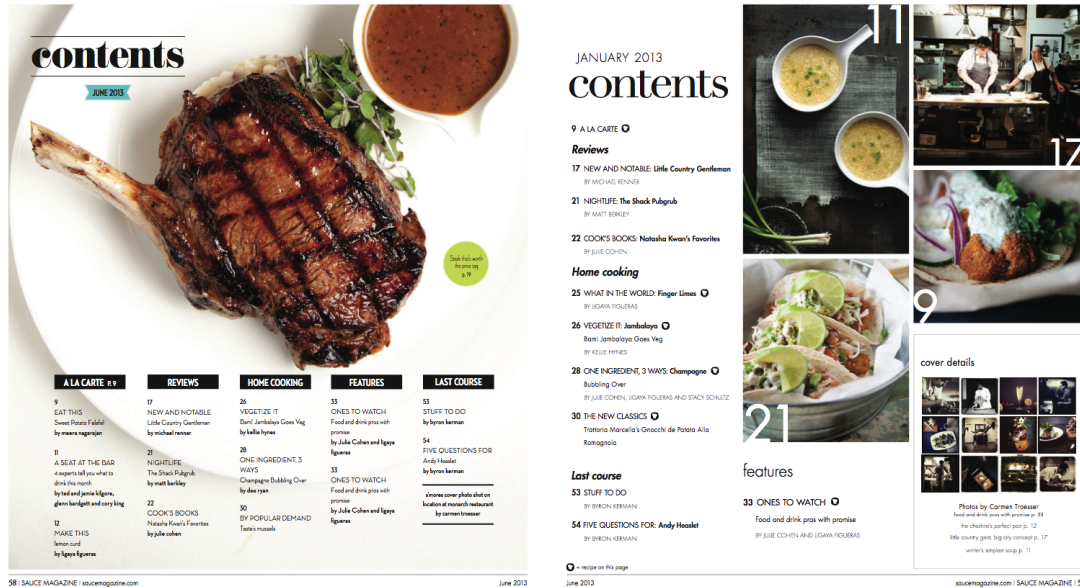 contents
JUNE 2013
Steak that's worth
the price tag
p. 19
A LA CARTE P. 9
9
EAT THIS
Sweet Potato Falafel
by meera nagarajan
11
A SEAT AT THE BAR
4 experts tell you what to
drink this month
by ted and jamie kilgore,
glenn bardgett and cory king
12
MAKE THIS
lemon curd
by ligaya figueras
REVIEWS
17
NEW AND NOTABLE
Little Country Gentleman
by michael renner
21
NIGHTLIFE
The Shack Pubgrub
by matt berkley
22
COOK'S BOOKS
Natasha Kwan's Favorites
by julie cohen
HOME COOKING
26
VEGETIZE IT
Bam! Jambalaya Goes Veg
by kellie hynes
28
ONE INGREDIENT, 3
WAYS
Champagne Bubbling Over
by dee ryan
30
BY POPULAR DEMAND
Taste's mussels
FEATURES
33
ONES TO WATCH
Food and drink pros with
promise
by Julie Cohen and ligaya
figueras
33
ONES TO WATCH
Food and drink pros with
promise
by Julie Cohen and ligaya
figueras
LAST COURSE
53
STUFF TO DO
by byron kerman
54
FIVE QUESTIONS FOR
Andy Heaslet
by byron kerman
s'mores cover photo shot on
location at monarch restaurant
by carmen troesser
58 | SAUCE MAGAZINE | saucemagazine.com
June 2013
JANUARY 2013
contents
9 A LA CARTE
Reviews
17 NEW AND NOTABLE: Little Country Gentleman
BY MICHAEL RENNER
21 NIGHTLIFE: The Shack Pubgrub
BY MATT BERKLEY
22 COOK'S BOOKS: Natasha Kwan's Favorites
BY JULIE COHEN
Home cooking
25 WHAT IN THE WORLD: Finger Limes
BY LIGAYA FIGUERAS
26 VEGETIZE IT: Jambalaya
Bam! Jambalaya Goes Veg
BY KELLIE HYNES
28 ONE INGREDIENT, 3 WAYS: Champagne
Bubbling Over
BY JULIE COHEN, LIGAYA FIGUERAS AND STACY SCHULTZ
30 THE NEW CLASSICS
Trattoria Marcella's Gnocchi de Patata Alla
Romagnola
Last course
53 STUFF TO DO
BY BYRON KERMAN
54 FIVE QUESTIONS FOR: Andy Heaslet
BY BYRON KERMAN
= recipe on this page
June 2013
11
17
9
21
features
33 ONES TO WATCH
Food and drink pros with promise
BY JULIE COHEN AND LIGAYA FIGUERAS
cover details
Photos by Carmen Troesser
Food and drink pros with promise p. 33
the cheshire's perfect pair p. 12
little country gent, big city concept p. 17
winter's simplest soup p. 11
saucemagazine.com | SAUCE MAGAZINE | 5